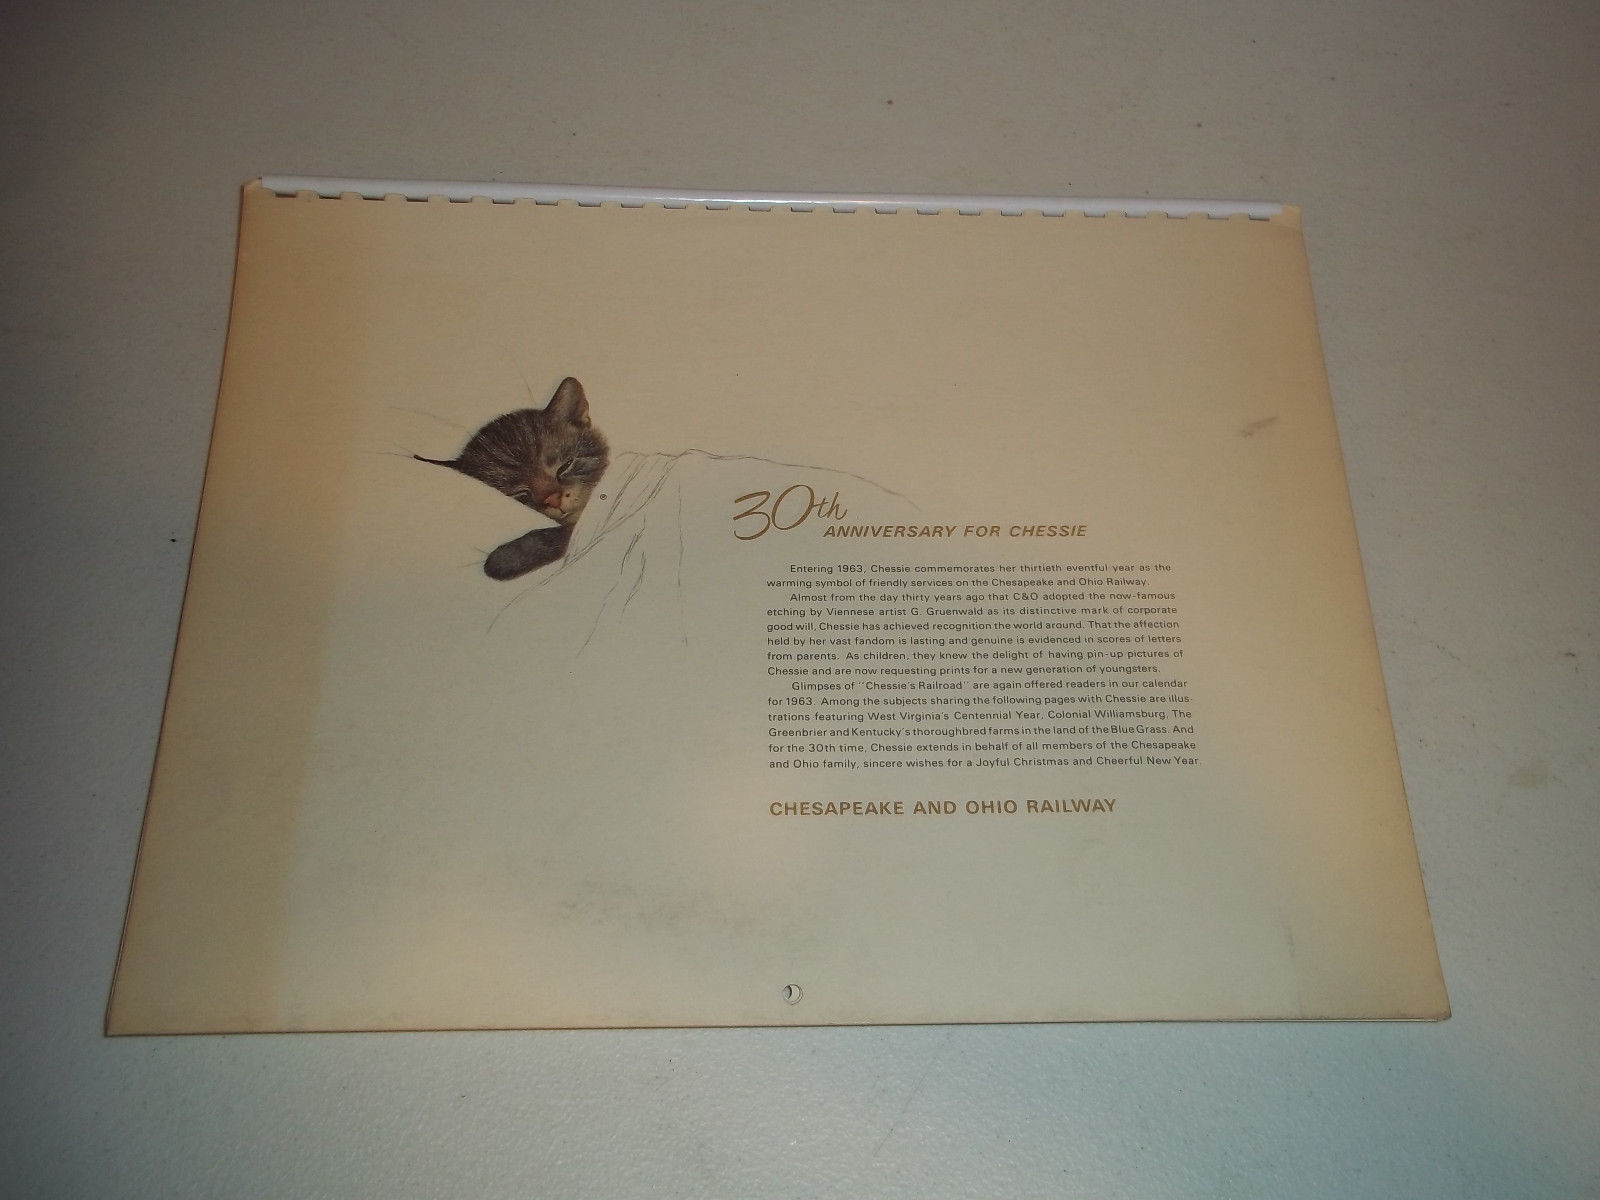 ®
30th
ANNIVERSARY FOR CHESSIE
Entering 1963, Chessie commemorates her thirtieth eventful year as the
warming symbol of friendly services on the Chesapeake and Ohio Railway.
Almost from the day thirty years ago that C&O adopted the now-famous
etching by Viennese artist G. Gruenwald as its distinctive mark of corporate
good will, Chessie has achieved recognition the world around. That the affection
held by her vast fandom is lasting and genuine is evidenced in scores of letters
from parents. As children, they knew the delight of having pin-up pictures of
Chessie and are now requesting prints for a new generation of youngsters.
Glimpses of "Chessie's Railroad" are again offered readers in our calendar
for 1963. Among the subjects sharing the following pages with Chessie are illus-
trations featuring West Virginia's Centennial Year, Colonial Williamsburg, The
Greenbrier and Kentucky's thoroughbred farms in the land of the Blue Grass. And
for the 30th time, Chessie extends in behalf of all members of the Chesapeake
and Ohio family, sincere wishes for a Joyful Christmas and Cheerful New Year.
CHESAPEAKE AND OHIO RAILWAY